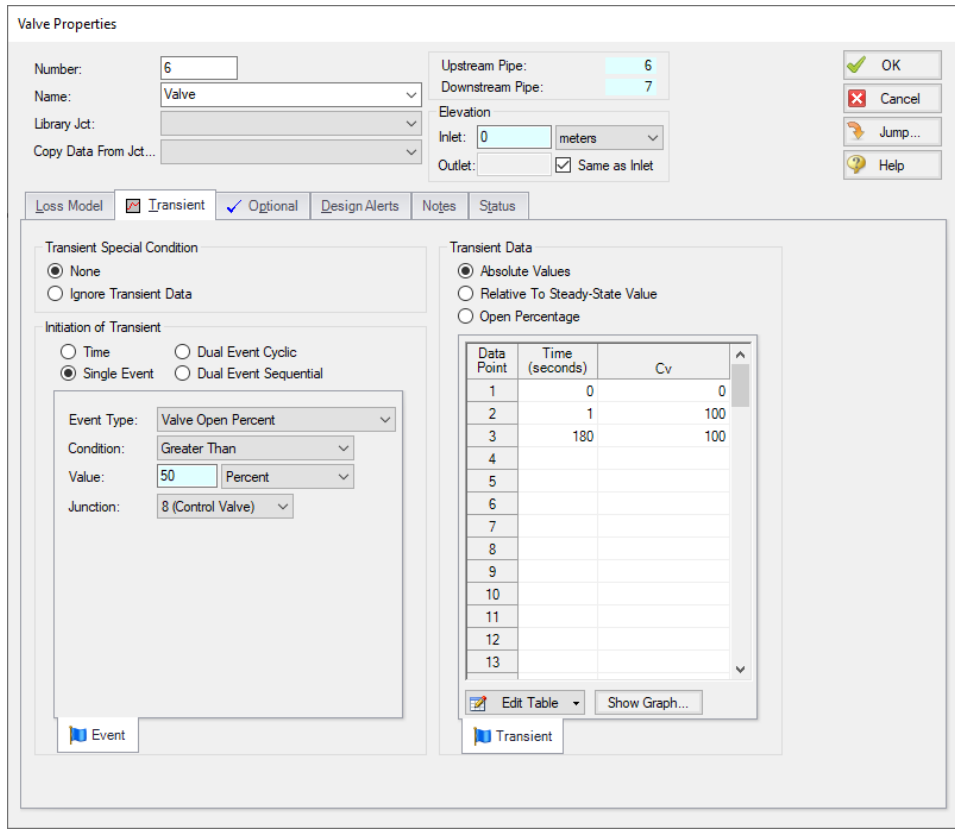 Valve Properties
Number: 6
Name: Valve
Library Jct:
Copy Data From Jct...
Upstream Pipe: 6
Downstream Pipe: 7
Elevation
Inlet: 0 meters
Outlet: Same as Inlet
OK
Cancel
Jump...
Help
Loss Model Transient Optional Design Alerts Notes Status
Transient Special Condition
None
Ignore Transient Data
Initiation of Transient
Time Dual Event Cyclic
Single Event Dual Event Sequential
Event Type: Valve Open Percent
Condition: Greater Than
Value: 50 Percent
Junction: 8 (Control Valve)
Event
Transient Data
Absolute Values
Relative To Steady-State Value
Open Percentage
Data Point Time (seconds) Cv
1 0 0
2 1 100
3 180 100
4
5
6
7
8
9
10
11
12
13
Edit Table Show Graph...
Transient